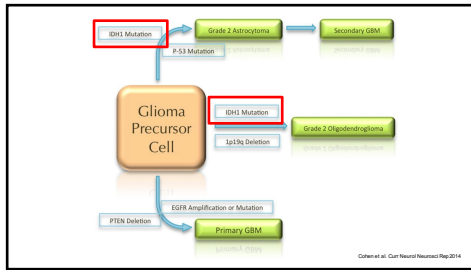 IDH1 Mutation
Grade 2 Astrocytoma
Secondary GBM
P-53 Mutation
Glioma
Precursor
Cell
IDH1 Mutation
1p19q Deletion
Grade 2 Oligodendroglioma
EGFR Amplification or Mutation
PTEN Deletion
Primary GBM
Cohen et al. Curr Neurol Neurosci Rep 2014